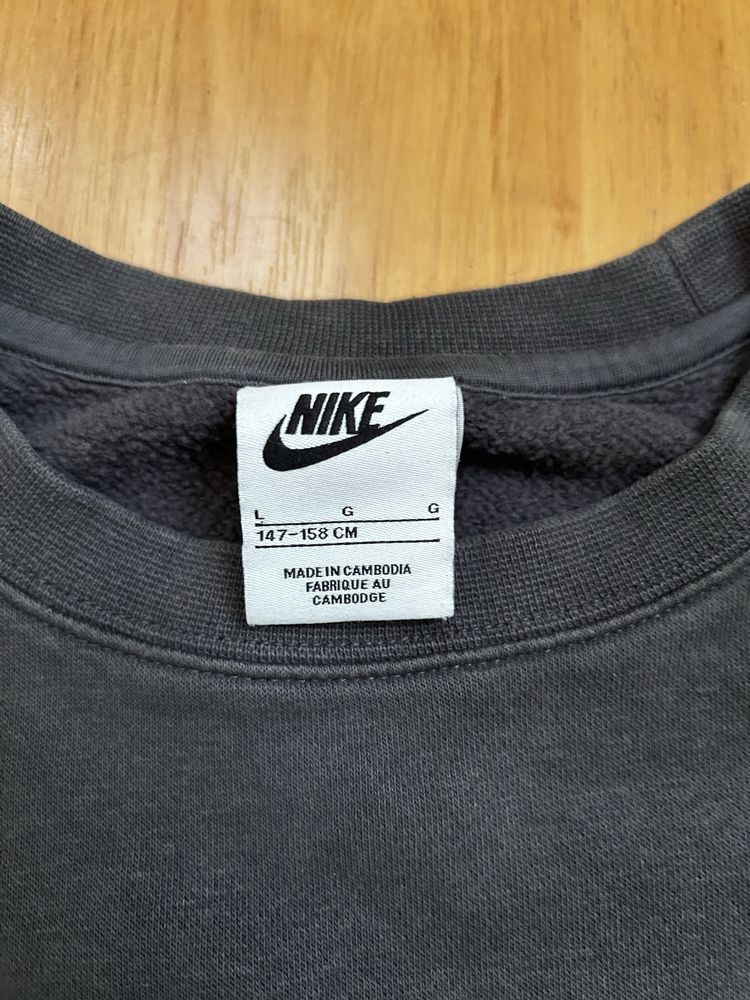 NIKE
L G G
147-158 CM
MADE IN CAMBODIA
FABRIQUE AU
CAMBODGE